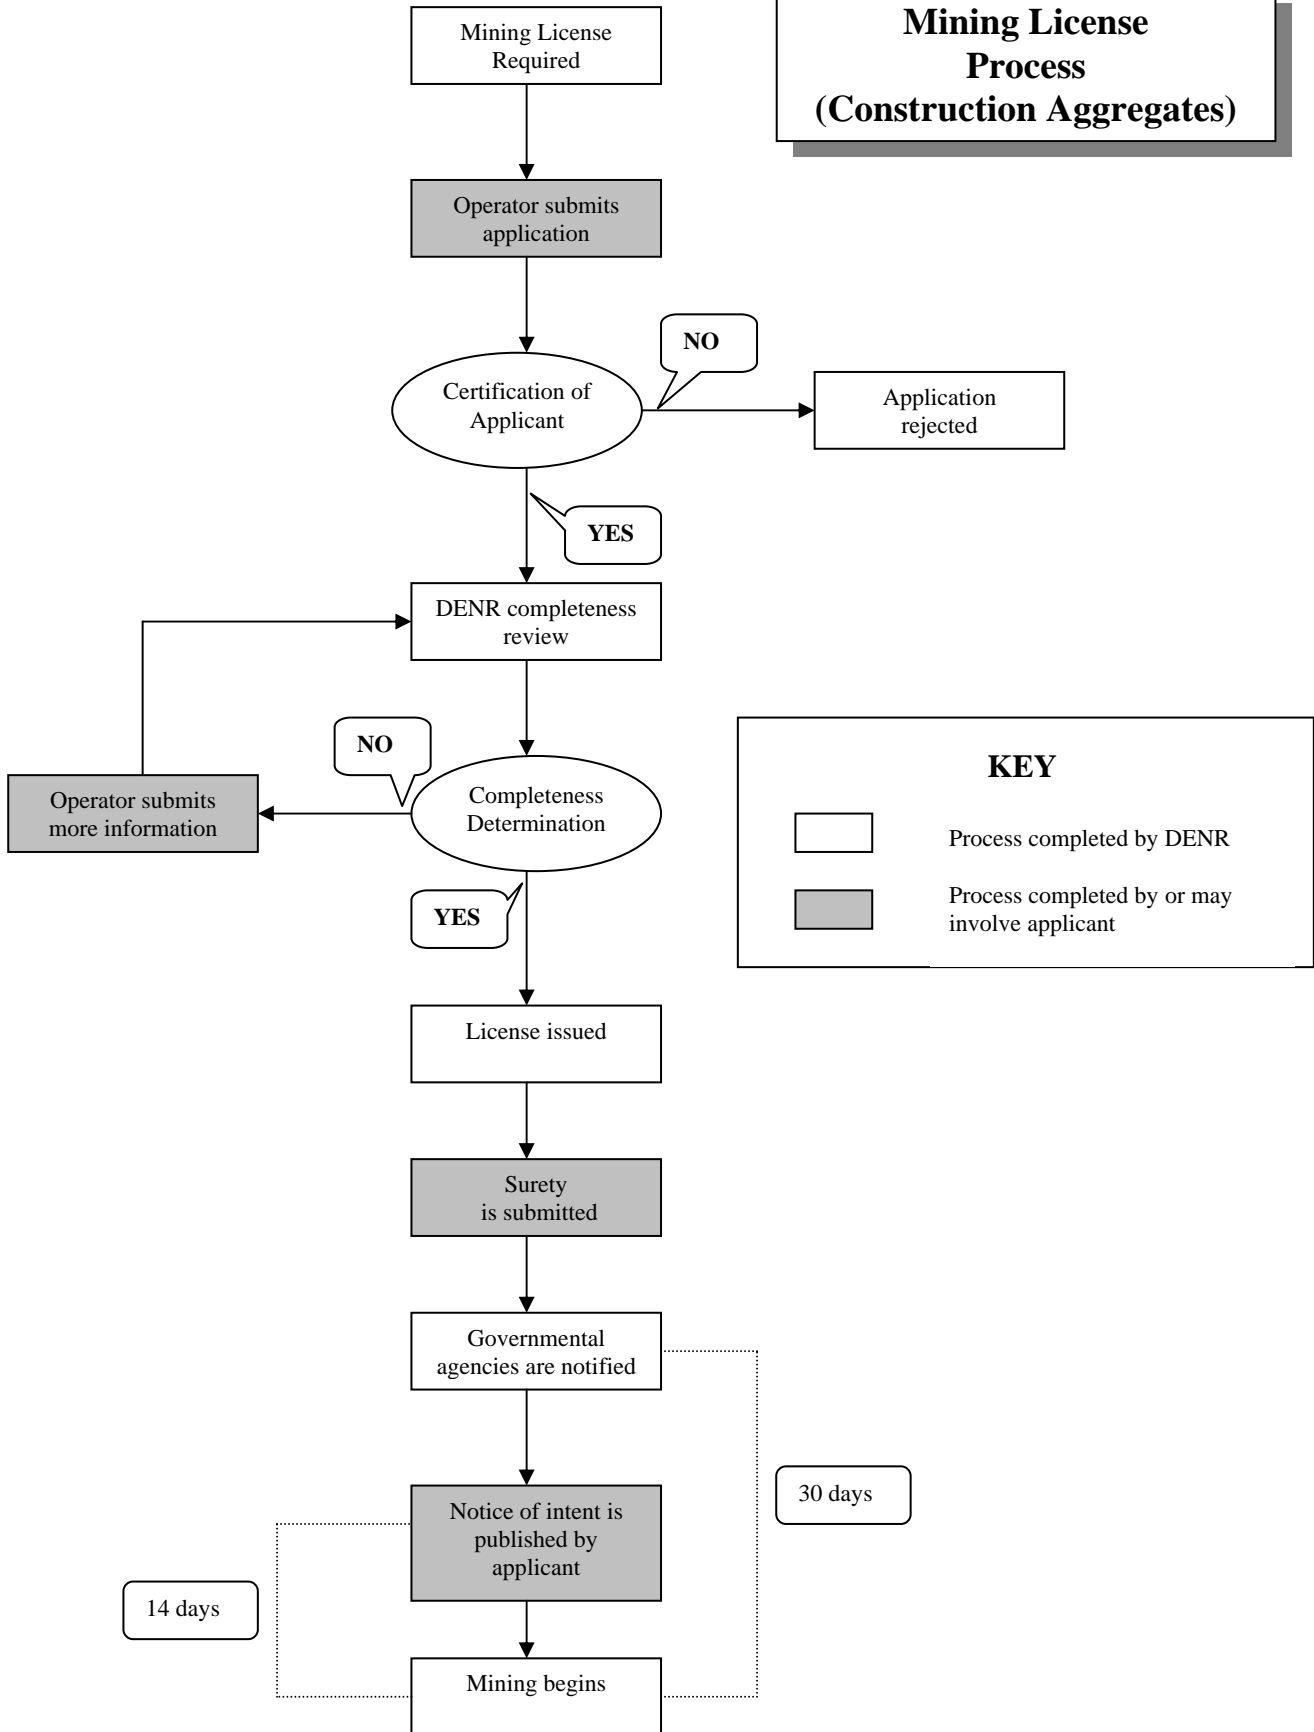 Mining License
Process
(Construction Aggregates)
Mining License
Required
Operator submits
application
NO
Certification of
Applicant
Application
rejected
YES
DENR completeness
review
NO
Completeness
Determination
Operator submits
more information
YES
KEY
Process completed by DENR
Process completed by or may
involve applicant
License issued
Surety
is submitted
Governmental
agencies are notified
30 days
Notice of intent is
published by
applicant
14 days
Mining begins